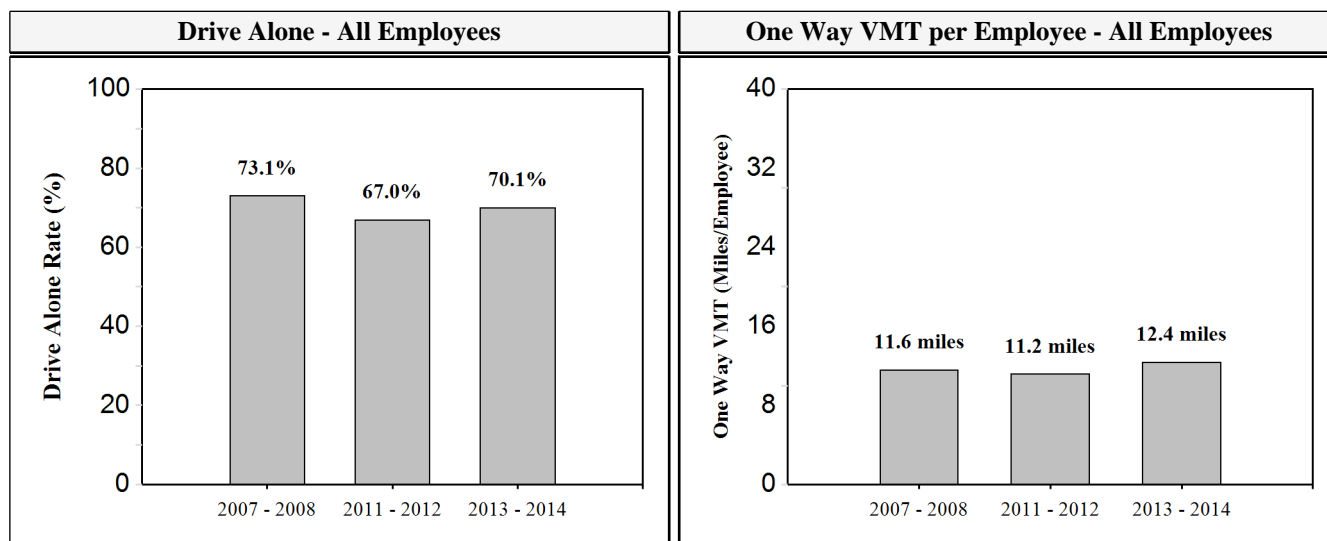 Drive Alone - All Employees
Drive Alone Rate (%)
100
80
60
40
20
0
73.1%
67.0%
70.1%
2007 - 2008
2011 - 2012
2013 - 2014
One Way VMT per Employee - All Employees
One Way VMT (Miles/Employee)
40
32
24
16
8
0
11.6 miles
11.2 miles
12.4 miles
2007 - 2008
2011 - 2012
2013 - 2014